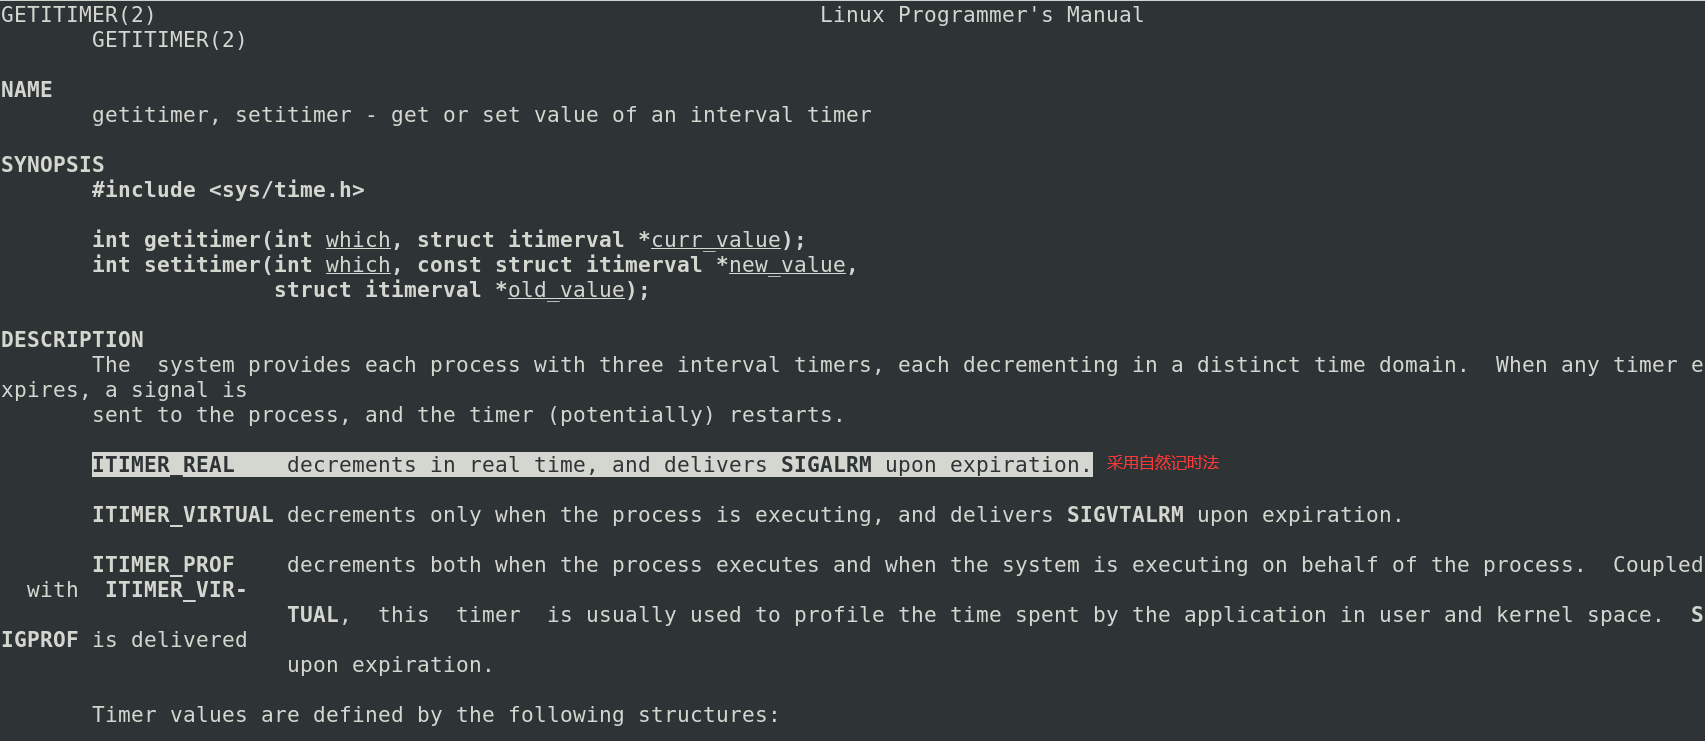 GETITIMER(2) Linux Programmer's Manual
GETITIMER(2)
NAME
getitimer, setitimer - get or set value of an interval timer
SYNOPSIS
#include <sys/time.h>
int getitimer(int which, struct itimerval *curr_value);
int setitimer(int which, const struct itimerval *new_value,
struct itimerval *old_value);
DESCRIPTION
The  system provides each process with three interval timers, each decrementing in a distinct time domain.  When any timer e
xpires, a signal is
sent to the process, and the timer (potentially) restarts.
ITIMER_REAL    decrements in real time, and delivers SIGALRM upon expiration. 采用自然记时法
ITIMER_VIRTUAL decrements only when the process is executing, and delivers SIGVTALRM upon expiration.
ITIMER_PROF    decrements both when the process executes and when the system is executing on behalf of the process.  Coupled
with  ITIMER_VIR-
TUAL,  this  timer  is usually used to profile the time spent by the application in user and kernel space.  S
IGPROF is delivered
upon expiration.
Timer values are defined by the following structures: